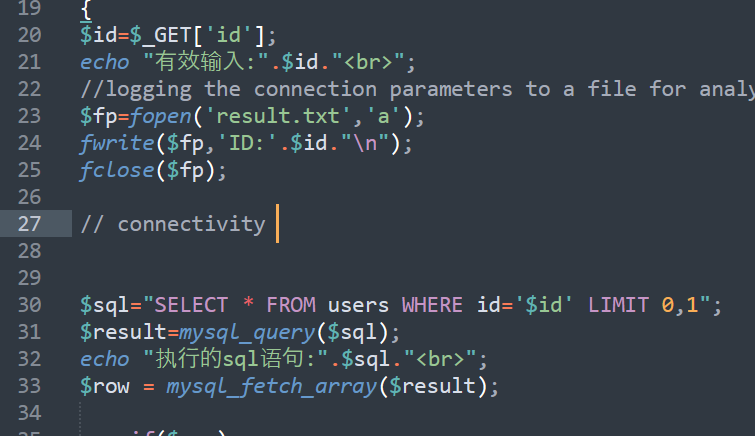 19 {
20 $id=$_GET['id'];
21 echo "有效输入:".$id."<br>";
22 //logging the connection parameters to a file for analy
23 $fp=fopen('result.txt','a');
24 fwrite($fp,'ID:'.$id."\n");
25 fclose($fp);
26
27 // connectivity
28
29
30 $sql="SELECT * FROM users WHERE id='$id' LIMIT 0,1";
31 $result=mysql_query($sql);
32 echo "执行的sql语句:".$sql."<br>";
33 $row = mysql_fetch_array($result);
34